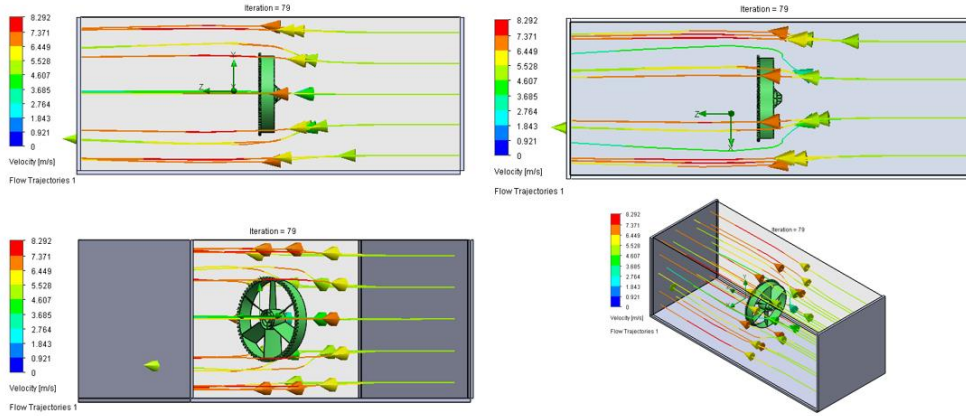 Iteration = 79
8.292
7.371
6.449
5.528
4.607
3.685
2.764
1.843
0.921
0
Velocity [m/s]
Flow Trajectories 1
Y
Z
Iteration = 79
8.292
7.371
6.449
5.528
4.607
3.685
2.764
1.843
0.921
0
Velocity [m/s]
Flow Trajectories 1
Z
X
Iteration = 79
8.292
7.371
6.449
5.528
4.607
3.685
2.764
1.843
0.921
0
Velocity [m/s]
Flow Trajectories 1
Iteration = 79
8.292
7.371
6.449
5.528
4.607
3.685
2.764
1.843
0.921
0
Velocity [m/s]
Flow Trajectories 1